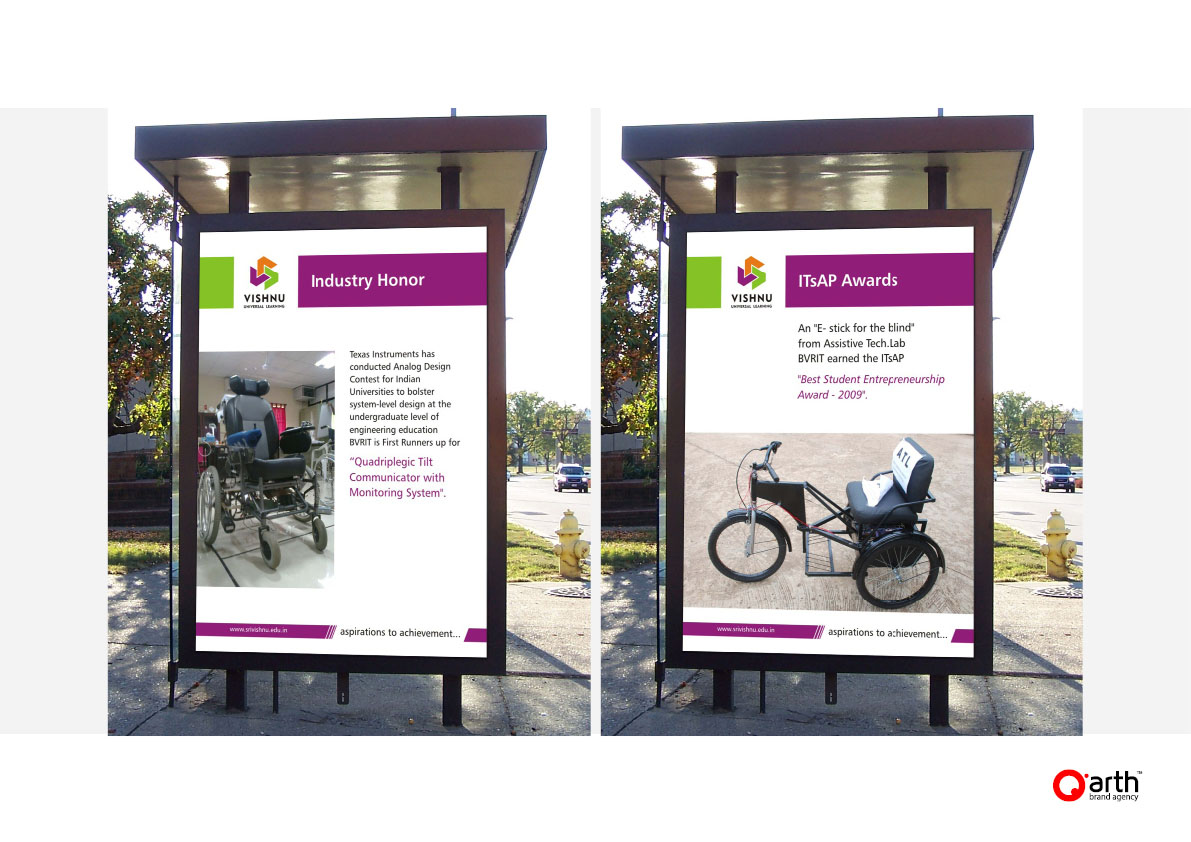 VISHNU
UNIVERSAL LEARNING
Industry Honor
Texas Instruments has
conducted Analog Design
Contest for Indian
Universities to bolster
system-level design at the
undergraduate level of
engineering education
BVRIT is First Runners up for
"Quadriplegic Tilt
Communicator with
Monitoring System".
www.srivishnu.edu.in
aspirations to achievement...
VISHNU
UNIVERSAL LEARNING
ITsAP Awards
An "E- stick for the blind"
from Assistive Tech.Lab
BVRIT earned the ITsAP
"Best Student Entrepreneurship
Award - 2009".
ATL
www.srivishnu.edu.in
aspirations to achievement...
arth™
brand agency